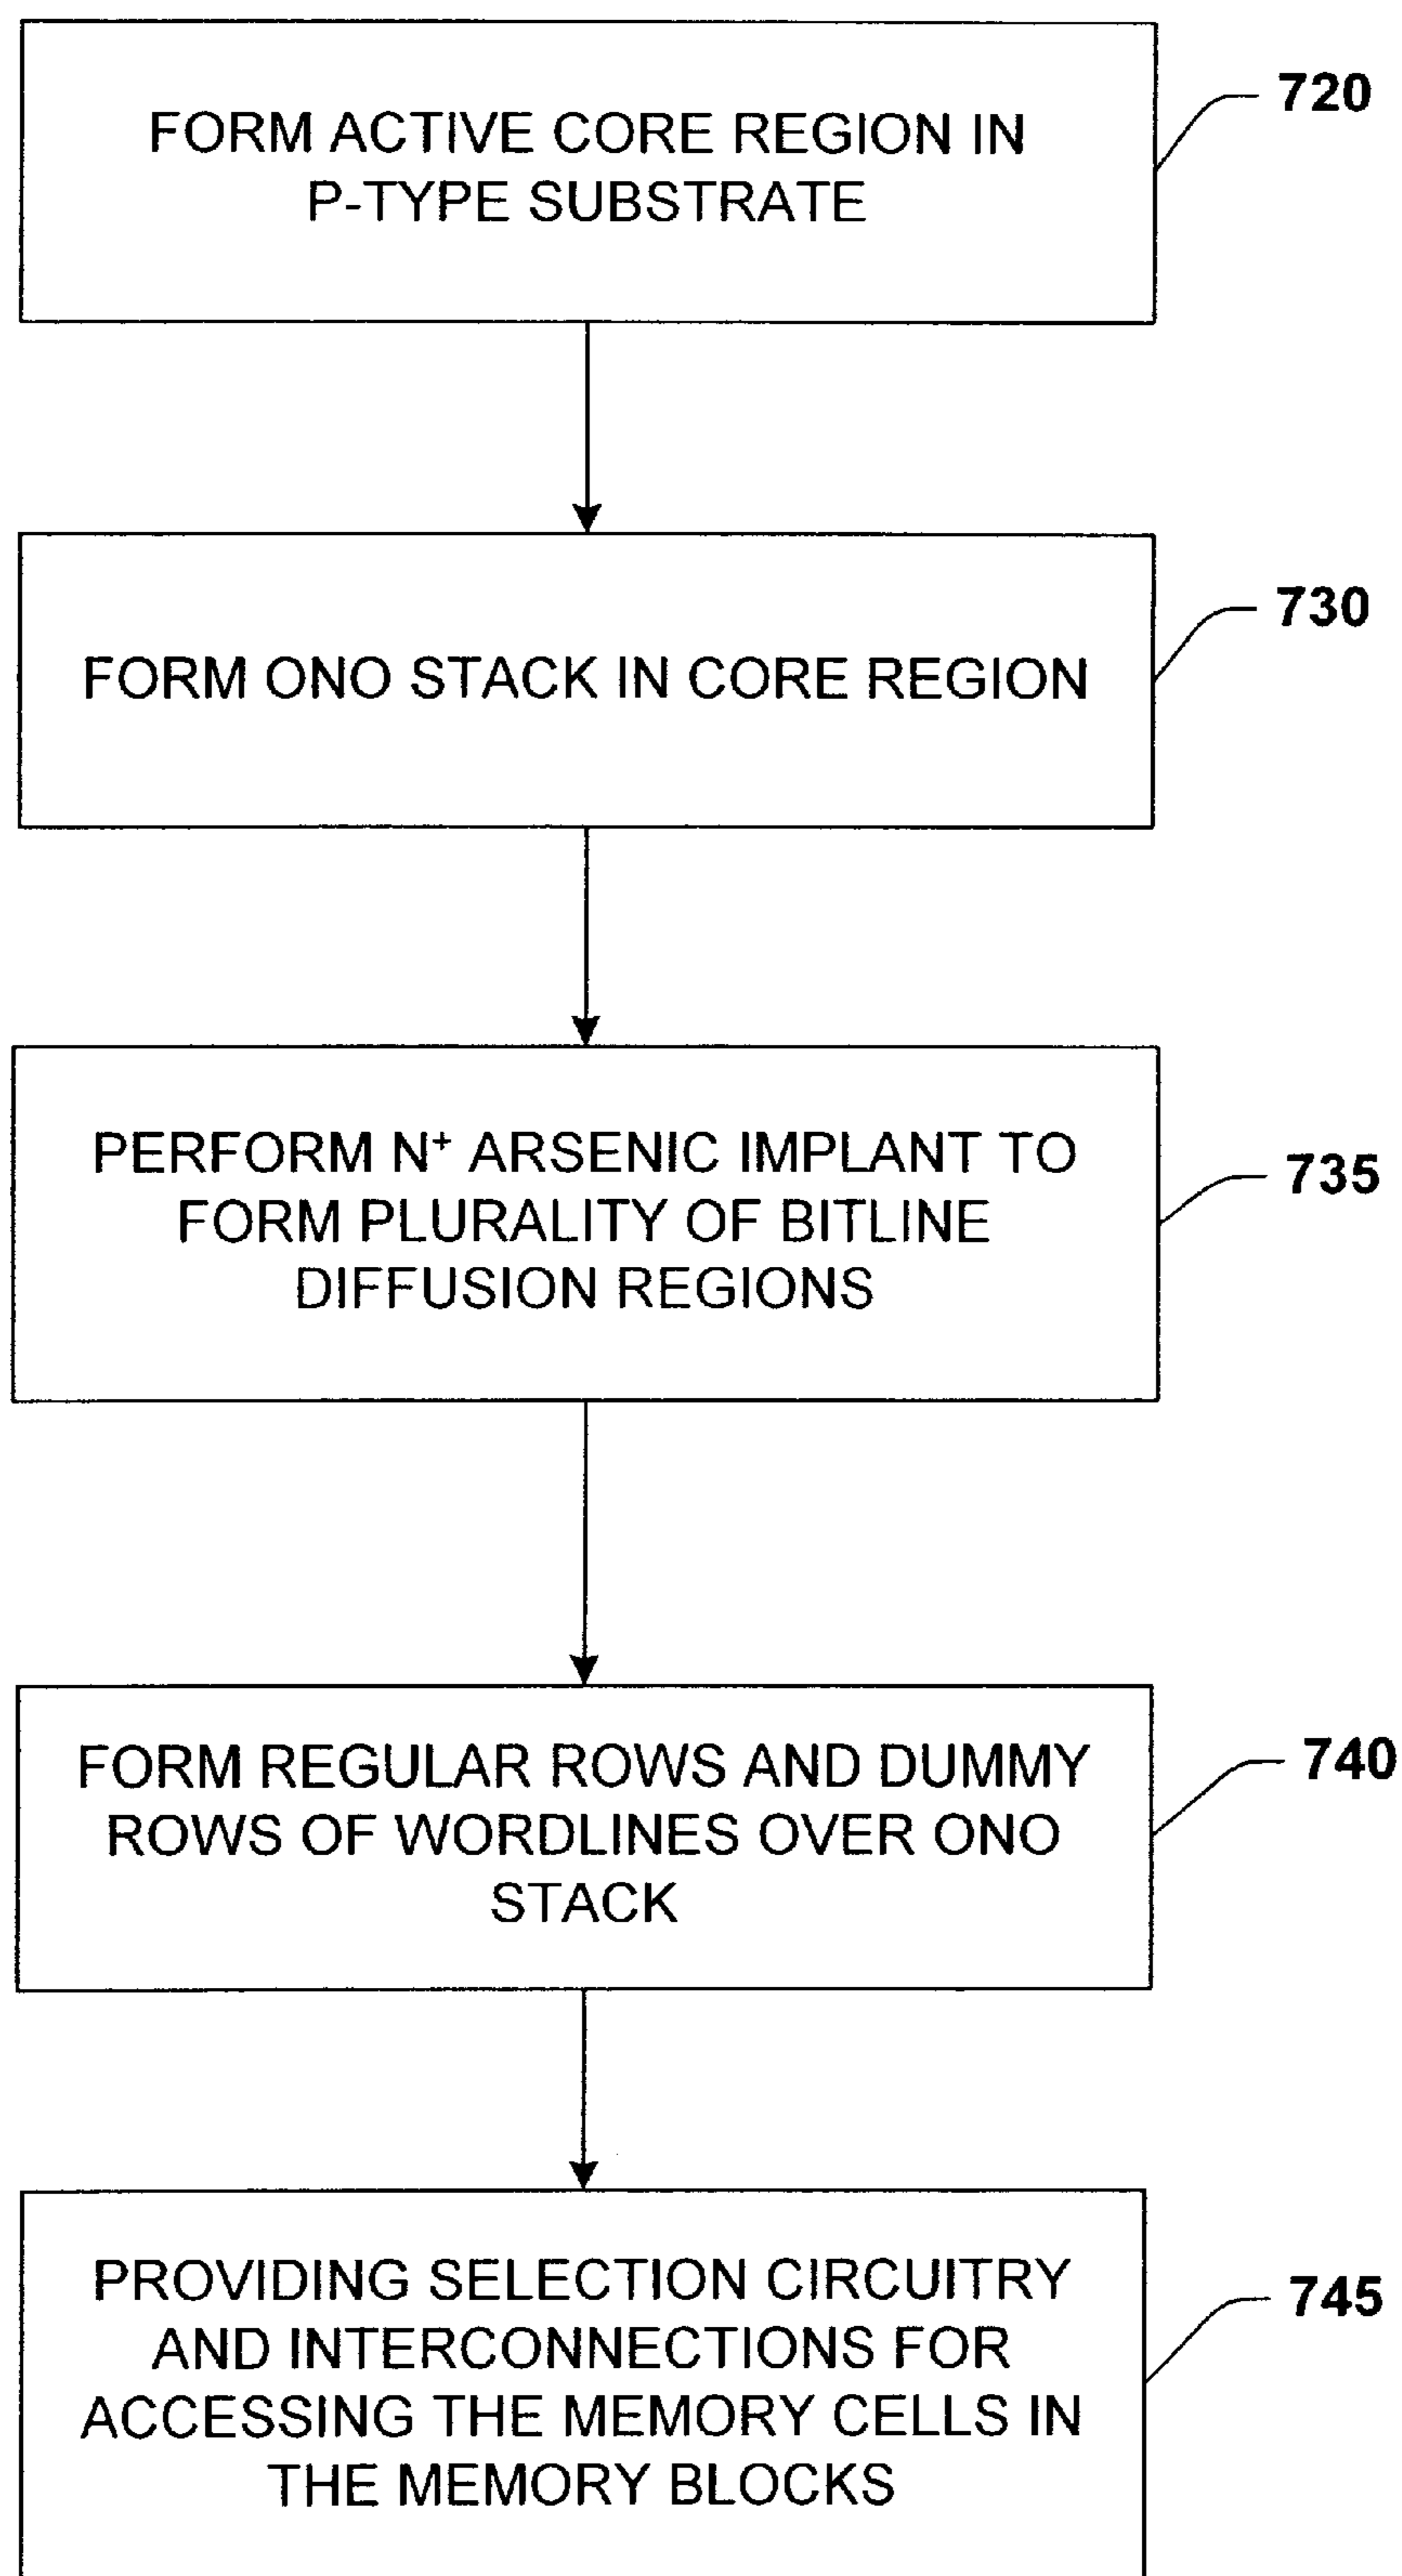 FORM ACTIVE CORE REGION IN
P-TYPE SUBSTRATE
720
FORM ONO STACK IN CORE REGION
730
PERFORM N⁺ ARSENIC IMPLANT TO
FORM PLURALITY OF BITLINE
DIFFUSION REGIONS
735
FORM REGULAR ROWS AND DUMMY
ROWS OF WORDLINES OVER ONO
STACK
740
PROVIDING SELECTION CIRCUITRY
AND INTERCONNECTIONS FOR
ACCESSING THE MEMORY CELLS IN
THE MEMORY BLOCKS
745